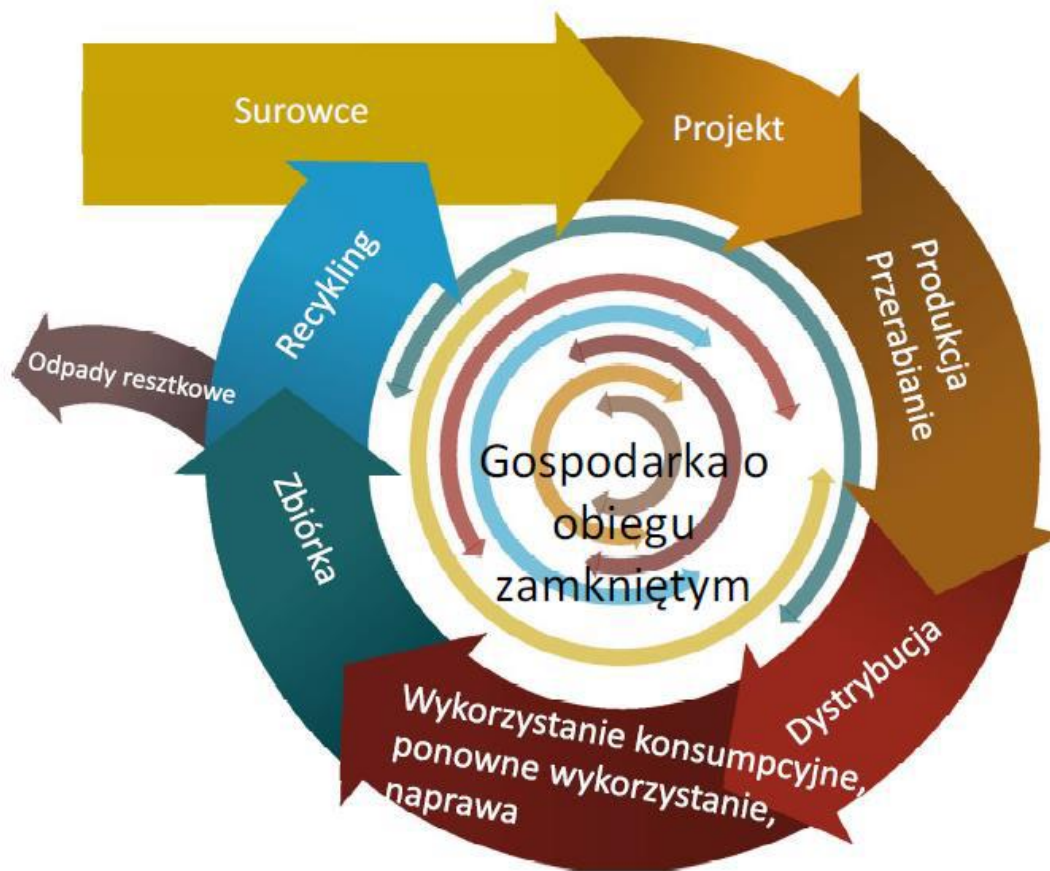 Surowce
Projekt
Produkcja
Przerabianie
Dystrybucja
Wykorzystanie konsumpcyjne,
ponowne wykorzystanie,
naprawa
Zbiórka
Recykling
Odpady resztkowe
Gospodarka o
obiegu
zamkniętym